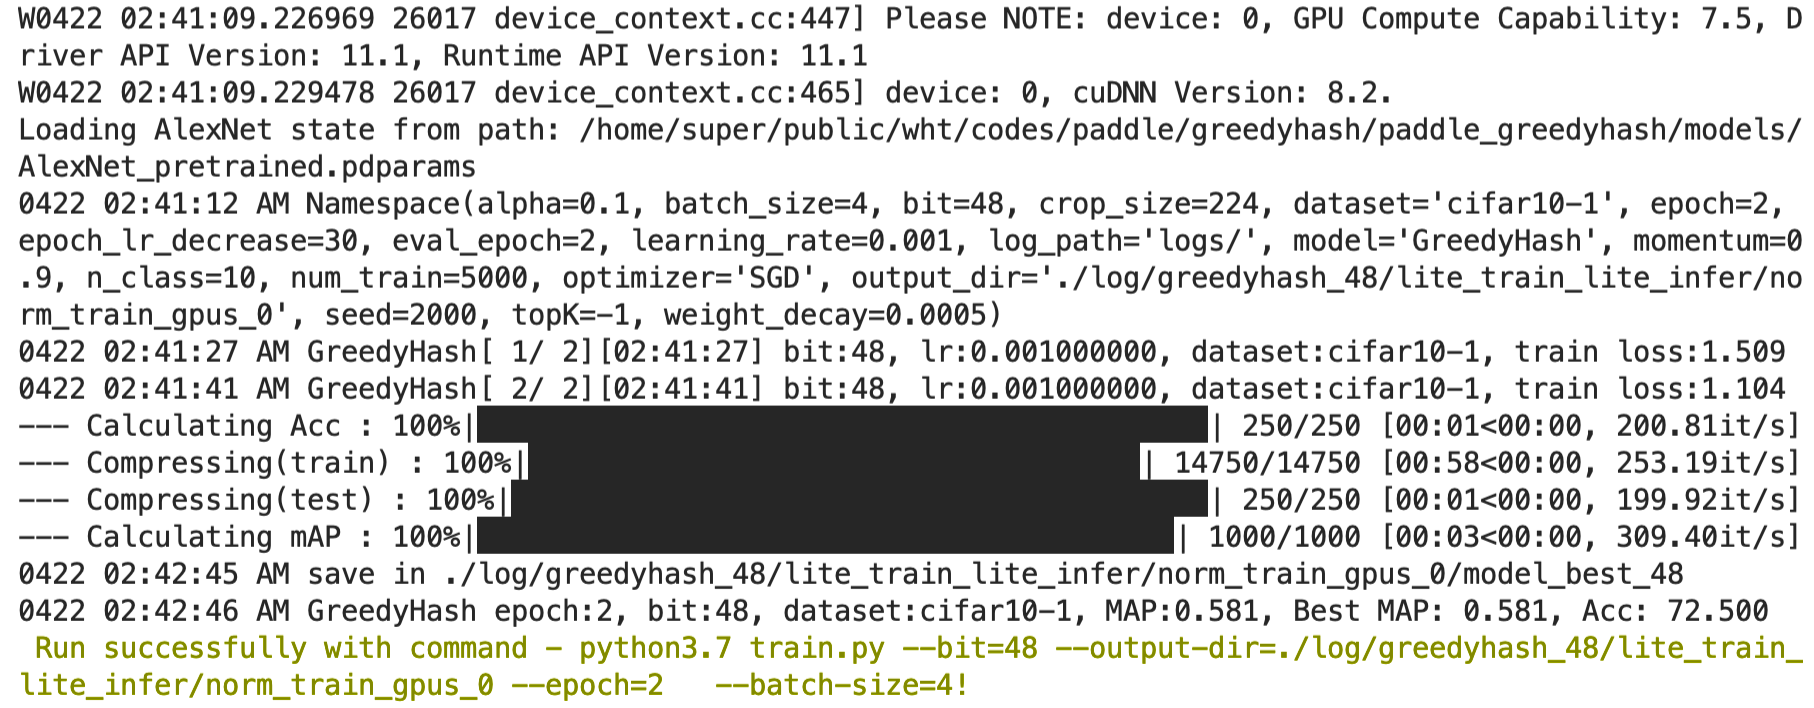 W0422 02:41:09.226969 26017 device_context.cc:447] Please NOTE: device: 0, GPU Compute Capability: 7.5, D
river API Version: 11.1, Runtime API Version: 11.1
W0422 02:41:09.229478 26017 device_context.cc:465] device: 0, cuDNN Version: 8.2.
Loading AlexNet state from path: /home/super/public/wht/codes/paddle/greedyhash/paddle_greedyhash/models/
AlexNet_pretrained.pdparams
0422 02:41:12 AM Namespace(alpha=0.1, batch_size=4, bit=48, crop_size=224, dataset='cifar10-1', epoch=2,
epoch_lr_decrease=30, eval_epoch=2, learning_rate=0.001, log_path='logs/', model='GreedyHash', momentum=0
.9, n_class=10, num_train=5000, optimizer='SGD', output_dir='./log/greedyhash_48/lite_train_lite_infer/no
rm_train_gpus_0', seed=2000, topK=-1, weight_decay=0.0005)
0422 02:41:27 AM GreedyHash[ 1/ 2][02:41:27] bit:48, lr:0.001000000, dataset:cifar10-1, train loss:1.509
0422 02:41:41 AM GreedyHash[ 2/ 2][02:41:41] bit:48, lr:0.001000000, dataset:cifar10-1, train loss:1.104
--- Calculating Acc : 100%|██████████| 250/250 [00:01<00:00, 200.81it/s]
--- Compressing(train) : 100%|██████████| 14750/14750 [00:58<00:00, 253.19it/s]
--- Compressing(test) : 100%|██████████| 250/250 [00:01<00:00, 199.92it/s]
--- Calculating mAP : 100%|██████████| 1000/1000 [00:03<00:00, 309.40it/s]
0422 02:42:45 AM save in ./log/greedyhash_48/lite_train_lite_infer/norm_train_gpus_0/model_best_48
0422 02:42:46 AM GreedyHash epoch:2, bit:48, dataset:cifar10-1, MAP:0.581, Best MAP: 0.581, Acc: 72.500
 Run successfully with command - python3.7 train.py --bit=48 --output-dir=./log/greedyhash_48/lite_train_
lite_infer/norm_train_gpus_0 --epoch=2   --batch-size=4!